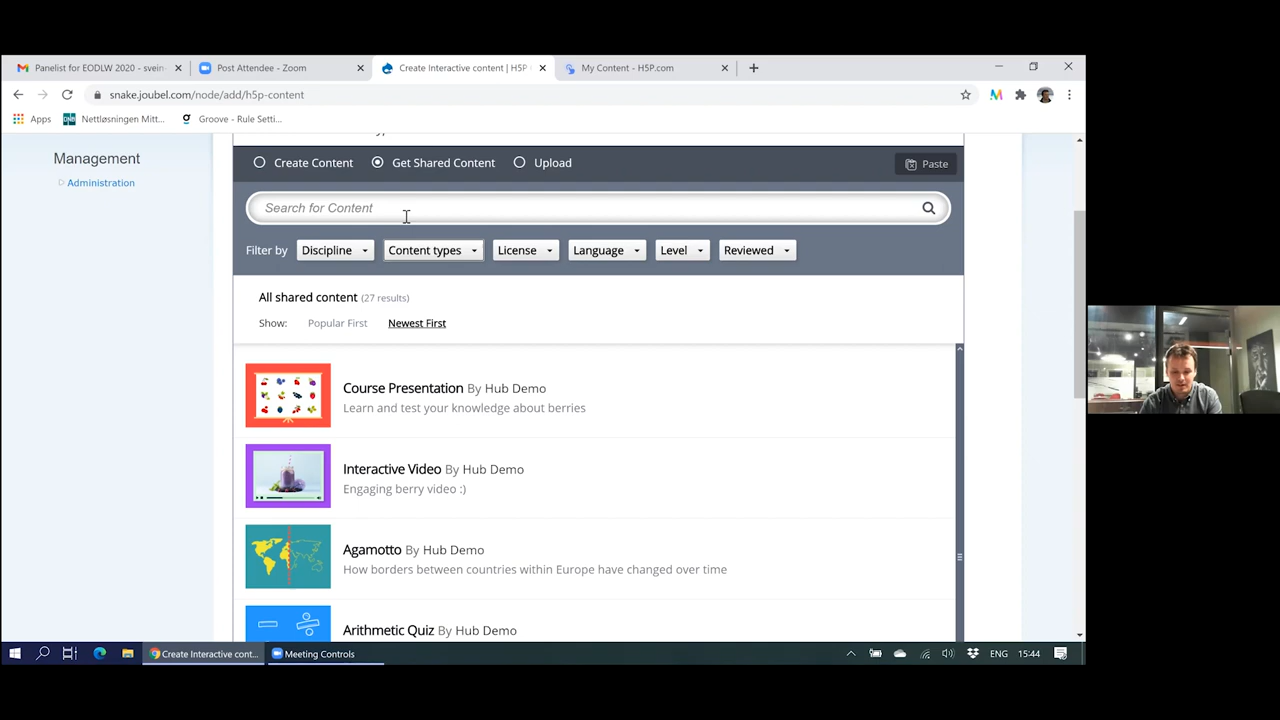 Panelist for EODLW 2020 - svein-
Post Attendee - Zoom
Create Interactive content | H5P
My Content - H5P.com
snake.joubel.com/node/add/h5p-content
Apps
Nettløsningen Mitt...
Groove - Rule Setti...
Management
Administration
Create Content
Get Shared Content
Upload
Paste
Search for Content
Filter by
Discipline
Content types
License
Language
Level
Reviewed
All shared content (27 results)
Show:
Popular First
Newest First
Course Presentation By Hub Demo
Learn and test your knowledge about berries
Interactive Video By Hub Demo
Engaging berry video :)
Agamotto By Hub Demo
How borders between countries within Europe have changed over time
Arithmetic Quiz By Hub Demo
Create Interactive cont...
Meeting Controls
ENG
15:44